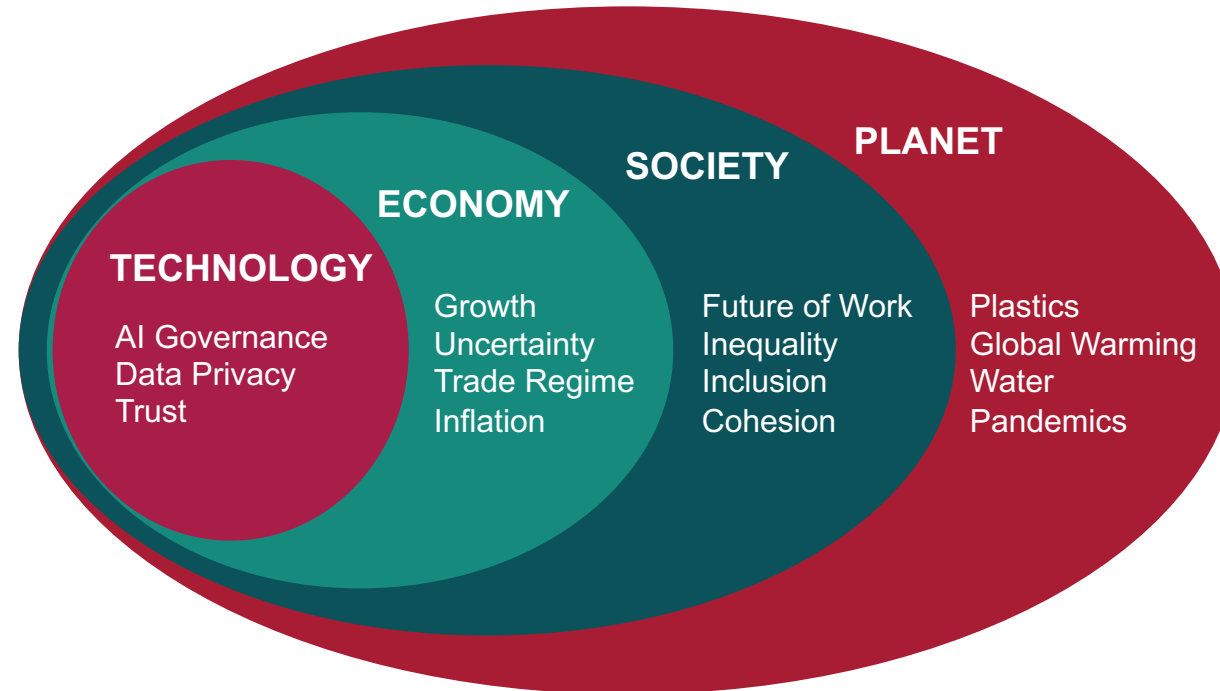 TECHNOLOGY
AI Governance
Data Privacy
Trust
ECONOMY
Growth
Uncertainty
Trade Regime
Inflation
SOCIETY
Future of Work
Inequality
Inclusion
Cohesion
PLANET
Plastics
Global Warming
Water
Pandemics